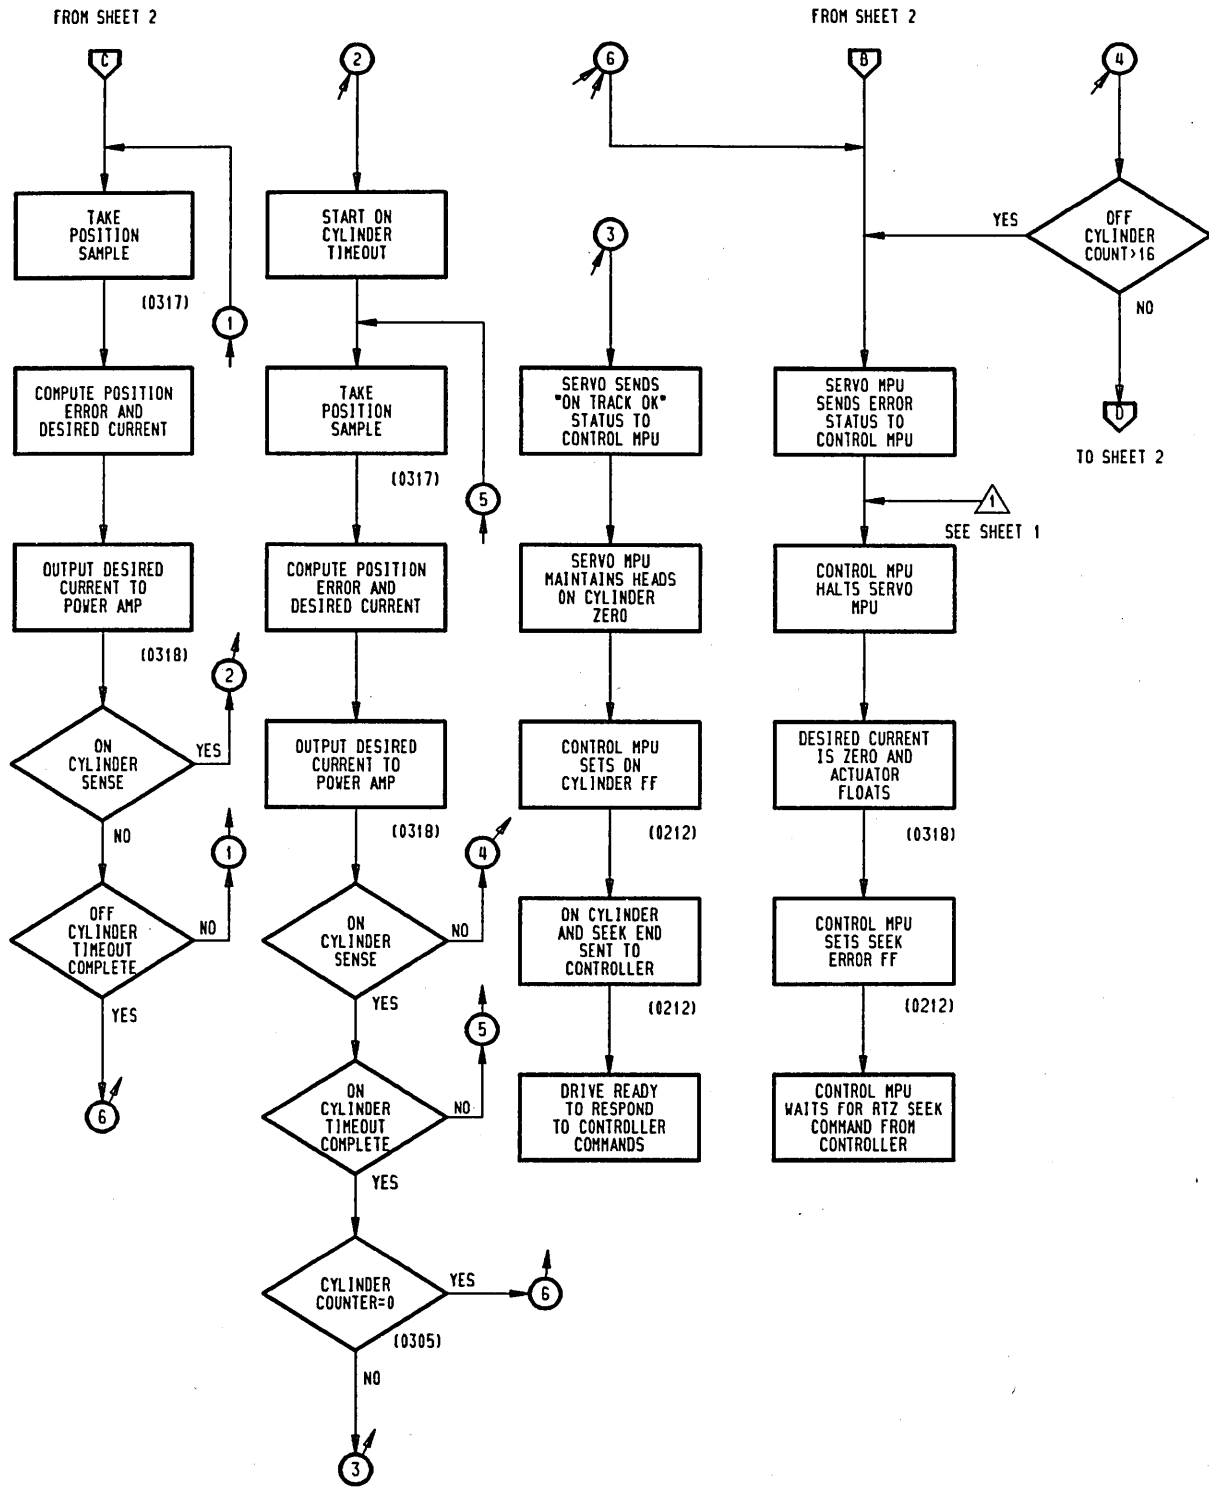 FROM SHEET 2
C
1
TAKE
POSITION
SAMPLE
(0317)
COMPUTE POSITION
ERROR AND
DESIRED CURRENT
OUTPUT DESIRED
CURRENT TO
POWER AMP
(0318)
2
ON
CYLINDER
SENSE
YES
NO
1
OFF
CYLINDER
TIMEOUT
COMPLETE
NO
YES
6
2
START ON
CYLINDER
TIMEOUT
TAKE
POSITION
SAMPLE
(0317)
5
COMPUTE POSITION
ERROR AND
DESIRED CURRENT
OUTPUT DESIRED
CURRENT TO
POWER AMP
(0318)
4
ON
CYLINDER
SENSE
NO
YES
5
ON
CYLINDER
TIMEOUT
COMPLETE
NO
YES
CYLINDER
COUNTER=0
YES
6
(0305)
NO
3
6
3
SERVO SENDS
"ON TRACK OK"
STATUS TO
CONTROL MPU
SERVO MPU
MAINTAINS HEADS
ON CYLINDER
ZERO
CONTROL MPU
SETS ON
CYLINDER FF
(0212)
ON CYLINDER
AND SEEK END
SENT TO
CONTROLLER
(0212)
DRIVE READY
TO RESPOND
TO CONTROLLER
COMMANDS
FROM SHEET 2
B
SERVO MPU
SENDS ERROR
STATUS TO
CONTROL MPU
1
SEE SHEET 1
CONTROL MPU
HALTS SERVO
MPU
DESIRED CURRENT
IS ZERO AND
ACTUATOR
FLOATS
(0318)
CONTROL MPU
SETS SEEK
ERROR FF
(0212)
CONTROL MPU
WAITS FOR RTZ SEEK
COMMAND FROM
CONTROLLER
4
YES
OFF
CYLINDER
COUNT>16
NO
D
TO SHEET 2